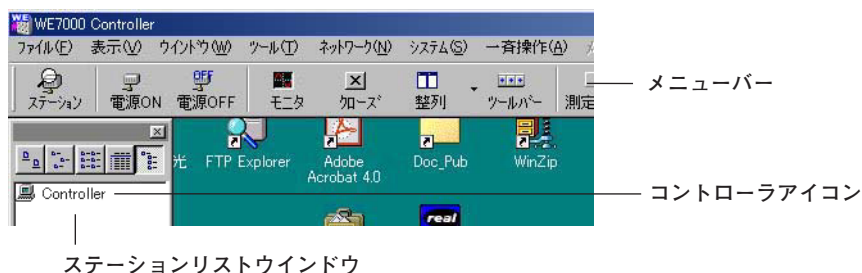 WE7000 Controller
ファイル(F) 表示(V) ウインドウ(W) ツール(T) ネットワーク(N) システム(S) 一斉操作(A)
OFF
ステーション 電源ON 電源OFF モニタ クローズ 整列 ツールバー 測定
メニューバー
光 FTP Explorer Adobe Acrobat 4.0 Doc_Pub WinZip
Controller
コントローラアイコン
real
ステーションリストウインドウ